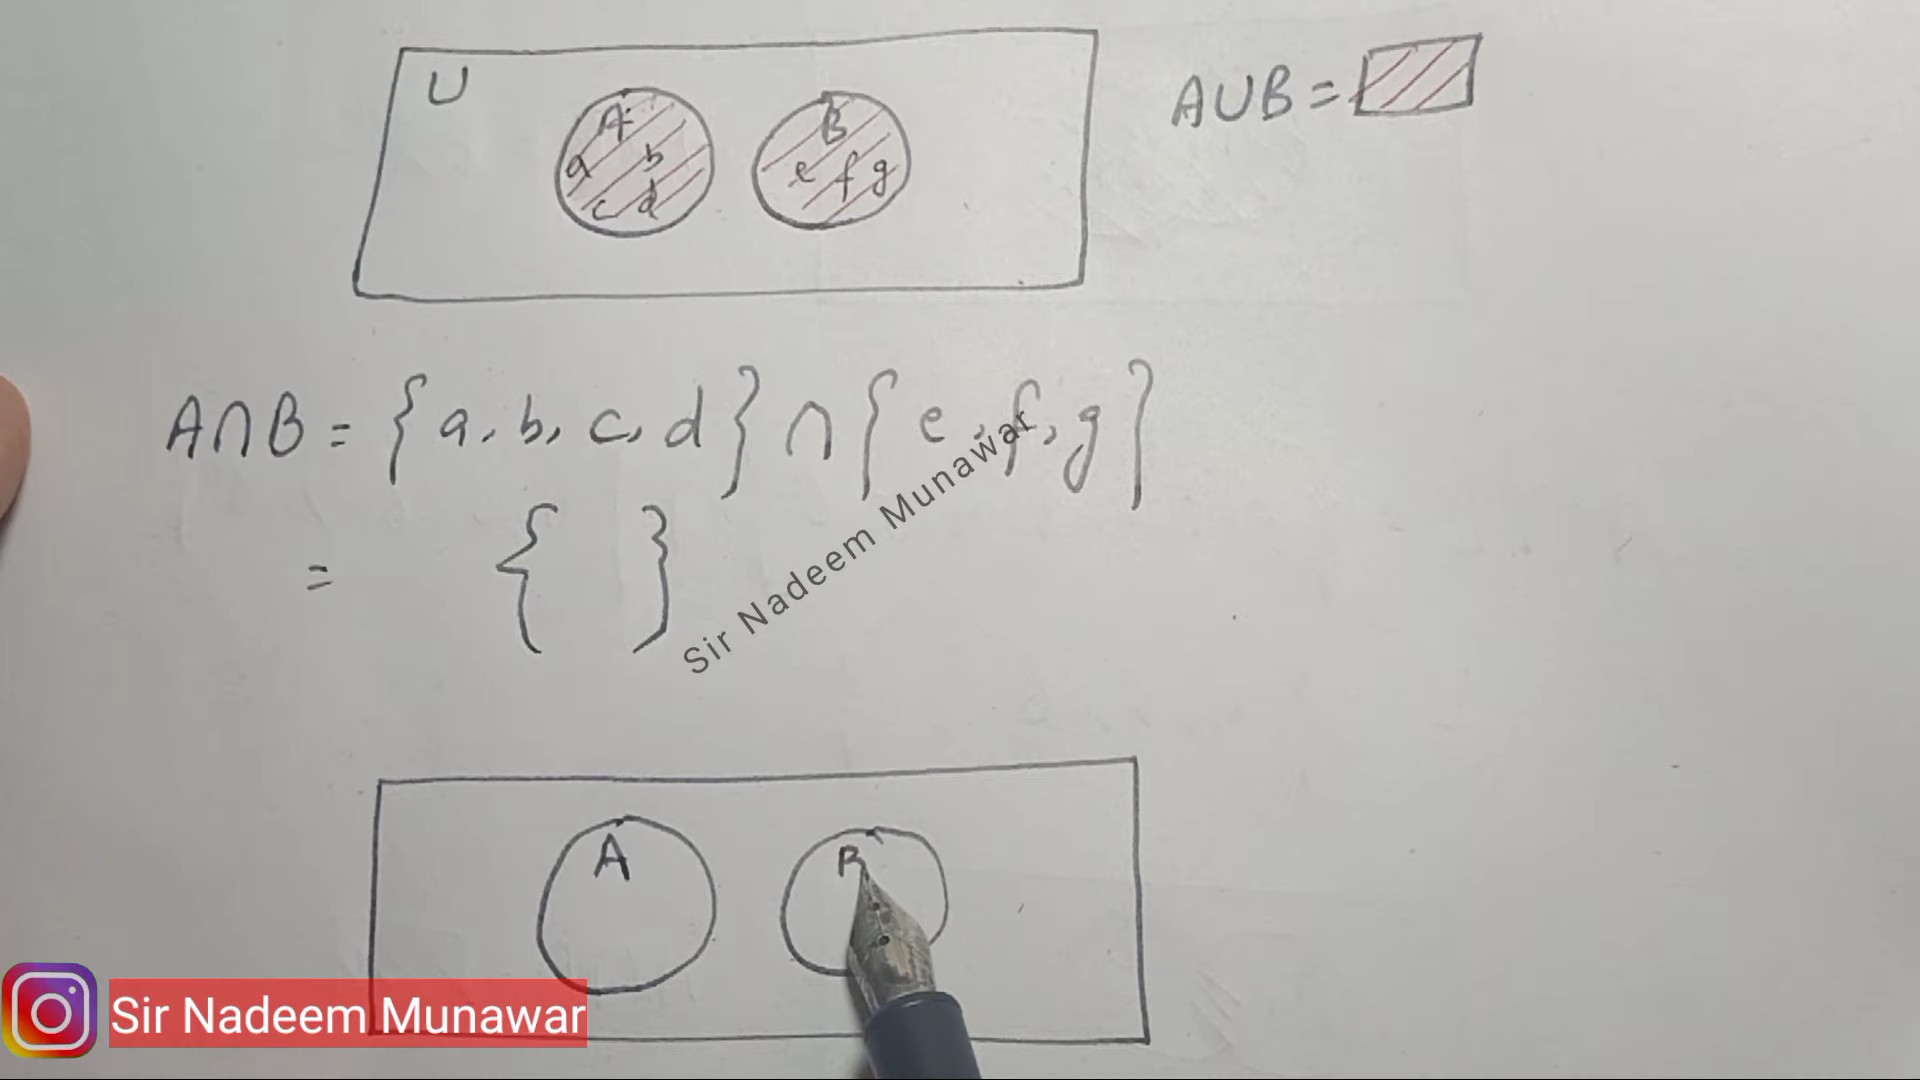 U
A∪B =
A B
a b e f g
c d
A∩B = { a, b, c, d } ∩ { e, f, g }
= { }
Sir Nadeem Munawar
A B
Sir Nadeem Munawar